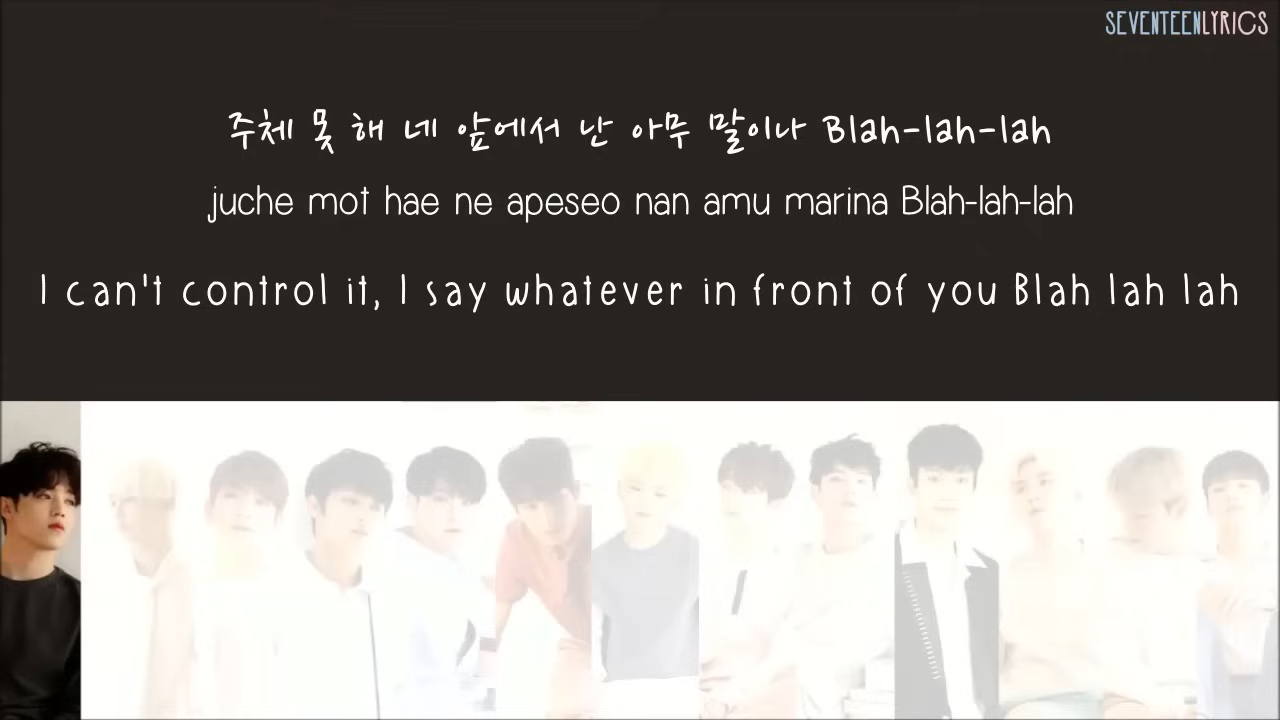 SEVENTEENLYRICS
주체 못 해 네 앞에서 난 아무 말이나 Blah-lah-lah
juche mot hae ne apeseo nan amu marina Blah-lah-lah
I can't control it, I say whatever in front of you Blah lah lah